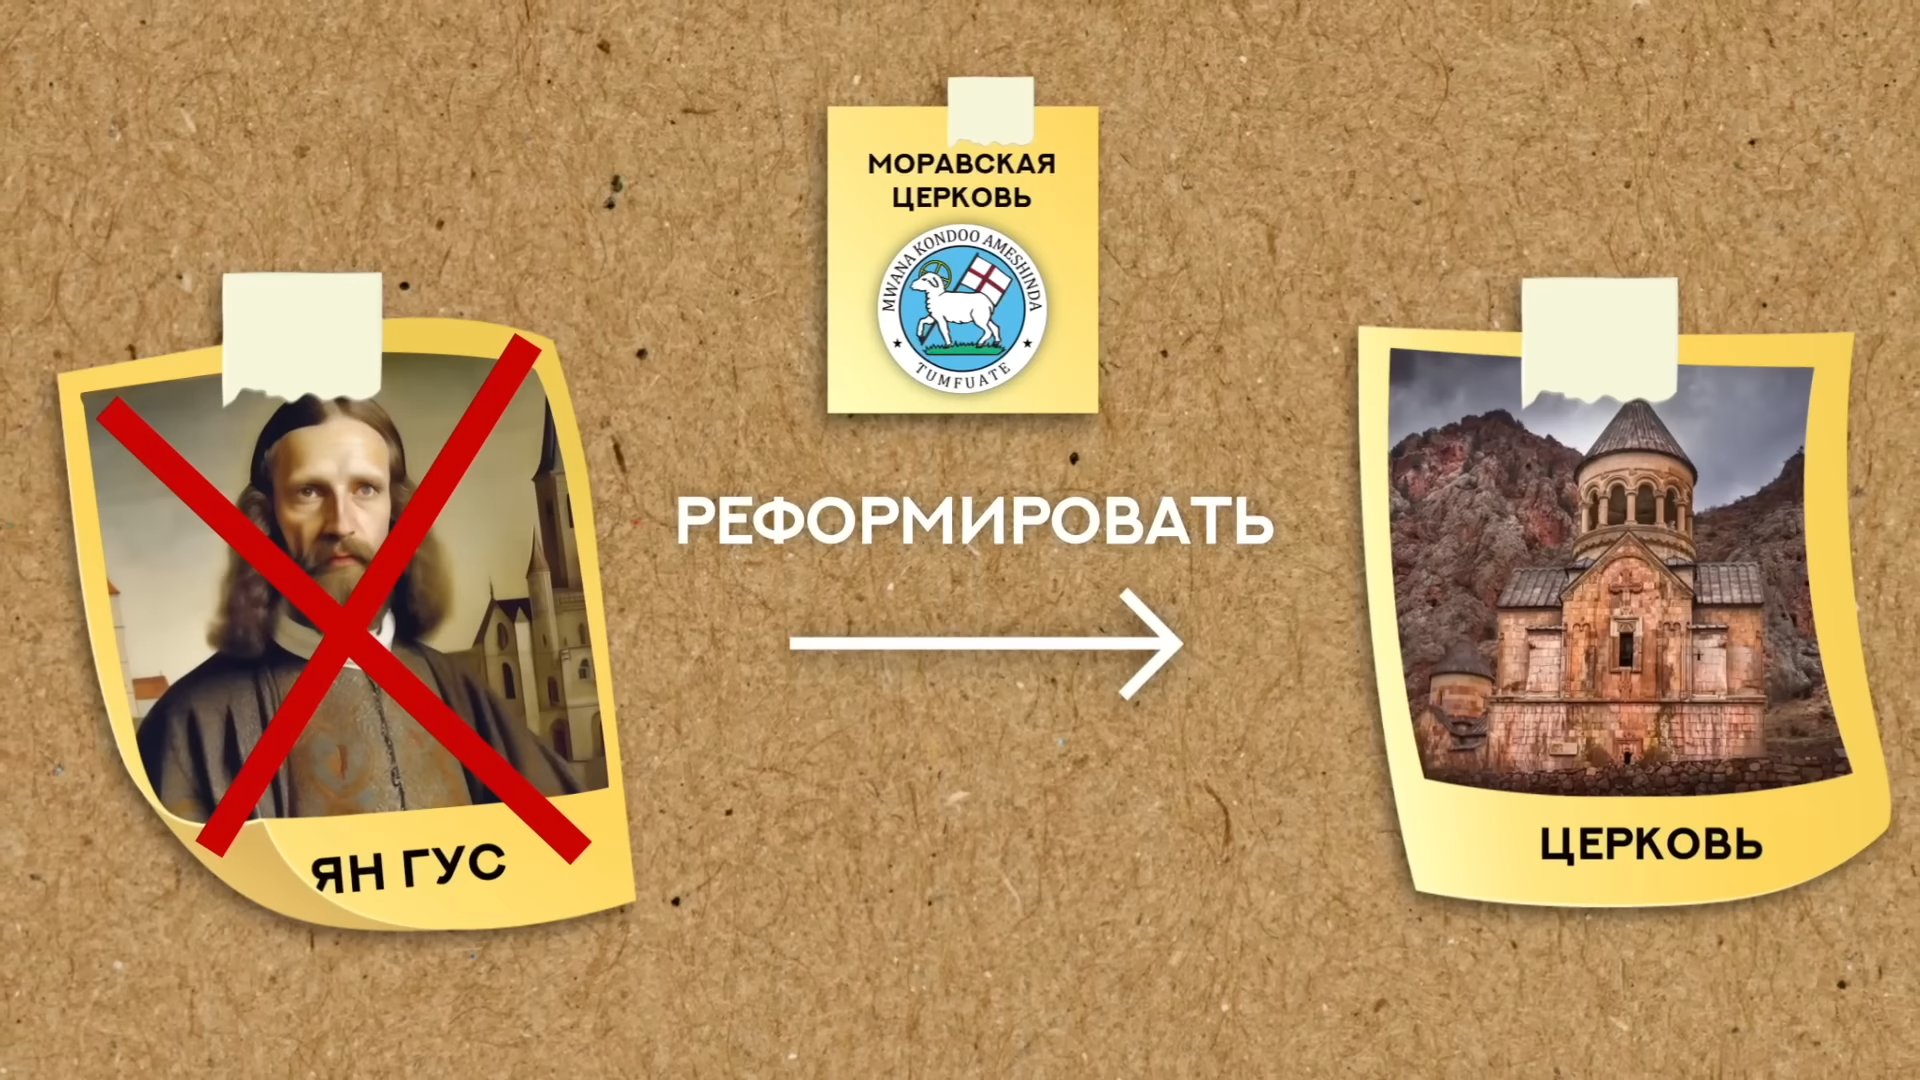 МОРАВСКАЯ
ЦЕРКОВЬ
MWANA KONDOO AMESHINDA
TUMFUATE
РЕФОРМИРОВАТЬ
ЯН ГУС
ЦЕРКОВЬ